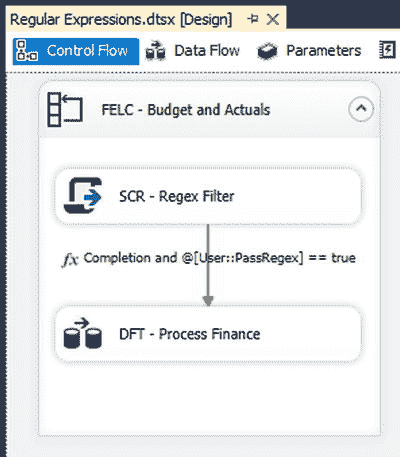 Regular Expressions.dtsx [Design]
Control Flow Data Flow Parameters
FELC - Budget and Actuals
SCR - Regex Filter
fx Completion and @[User::PassRegex] == true
DFT - Process Finance